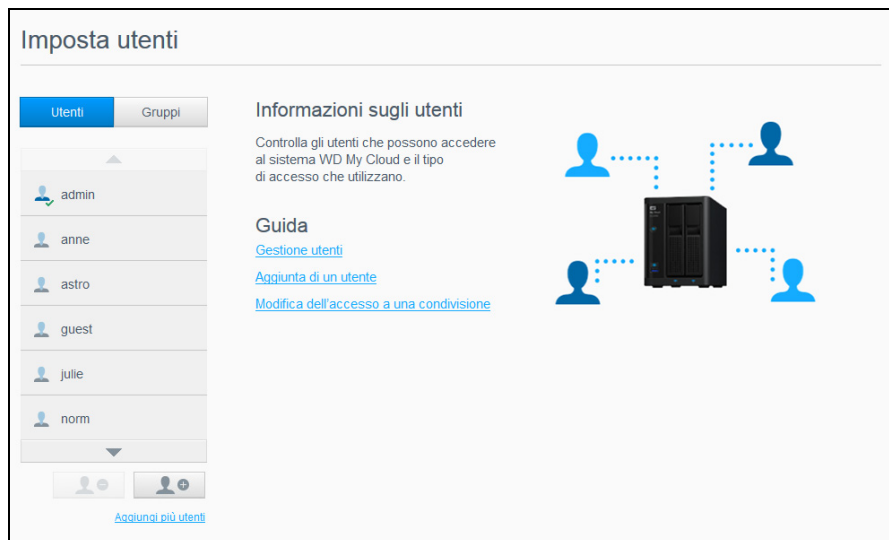 Imposta utenti
Utenti
Gruppi
admin
anne
astro
guest
julie
norm
Aggiungi più utenti
Informazioni sugli utenti
Controlla gli utenti che possono accedere
al sistema WD My Cloud e il tipo
di accesso che utilizzano.
Guida
Gestione utenti
Aggiunta di un utente
Modifica dell'accesso a una condivisione